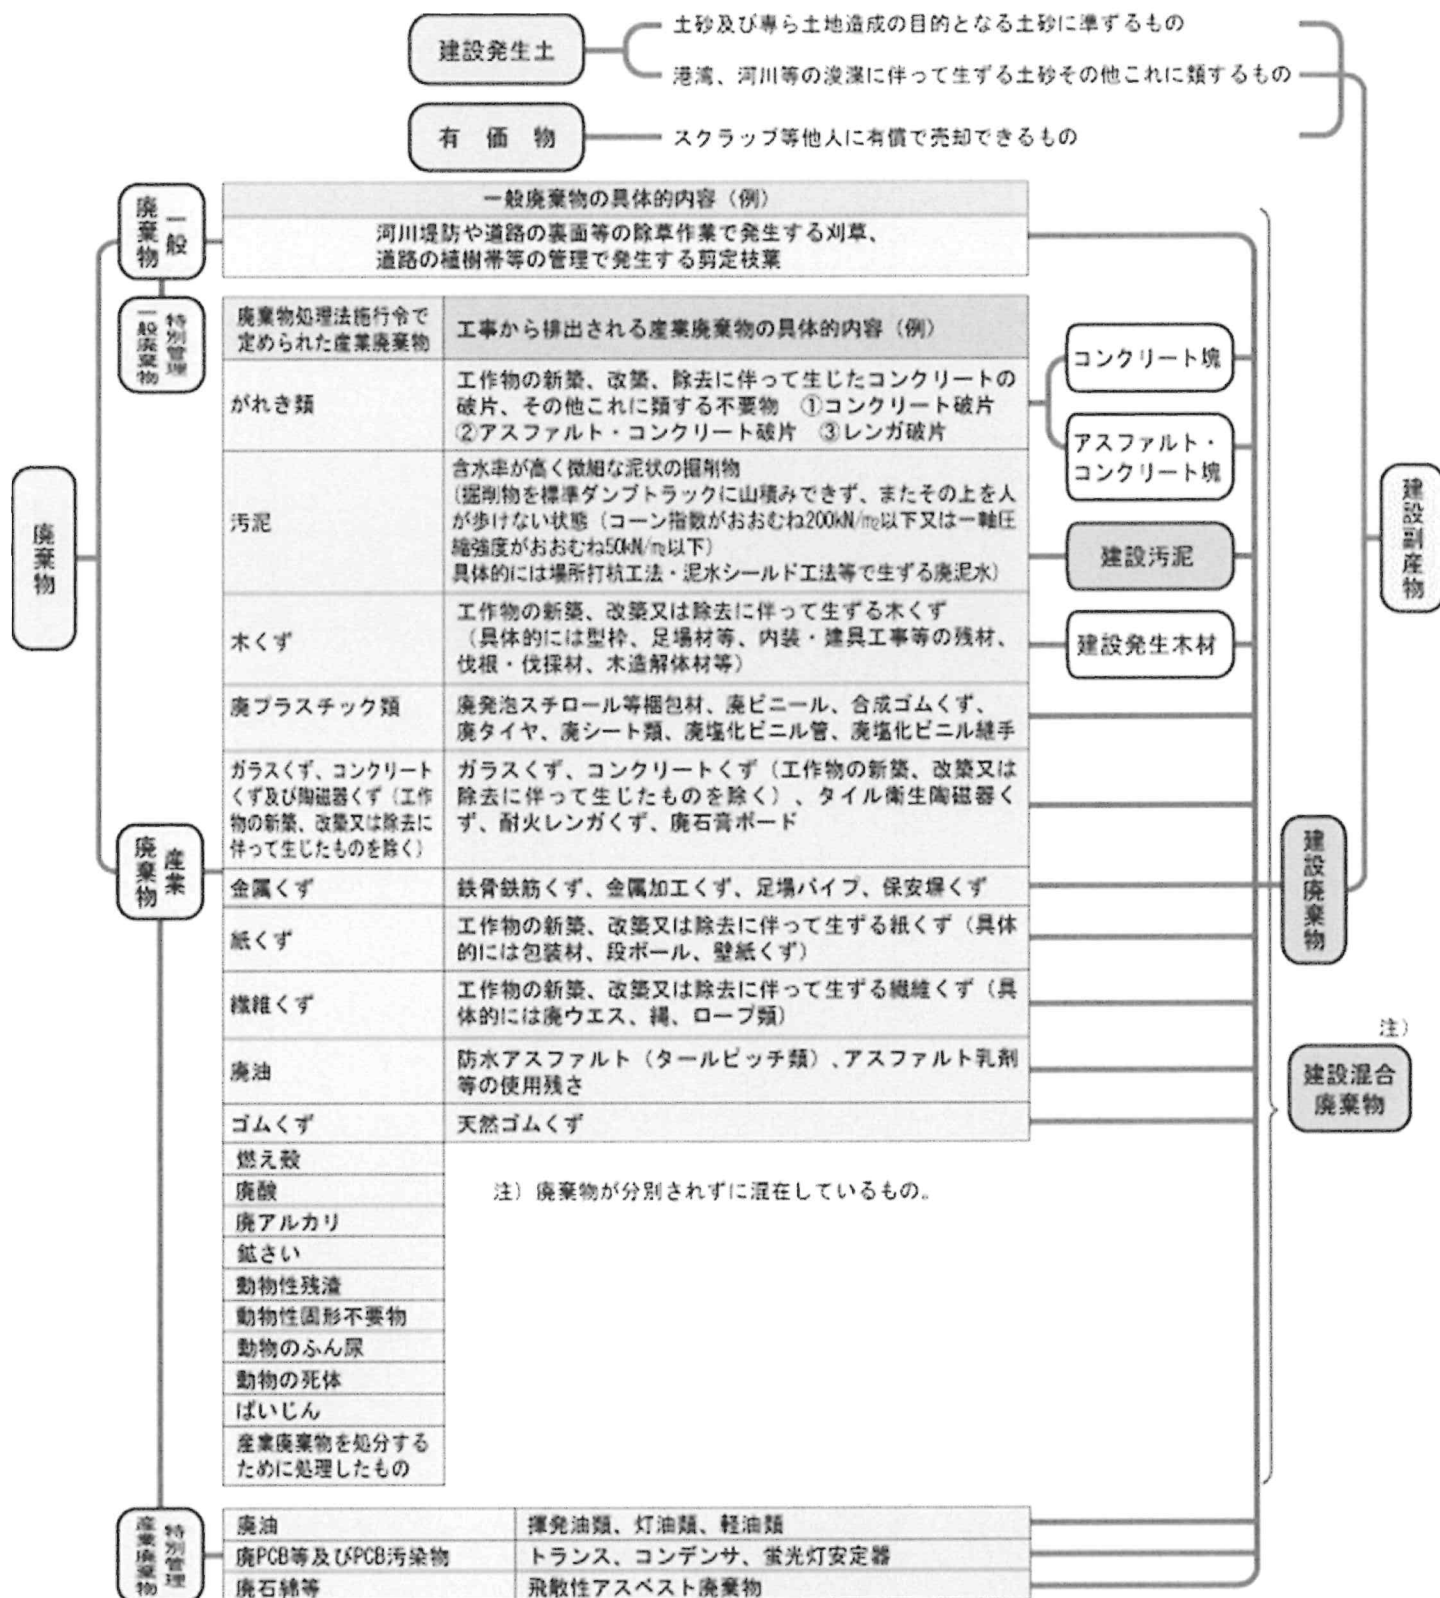 建設発生土
土砂及び専ら土地造成の目的となる土砂に準ずるもの
港湾、河川等の浚渫に伴って生ずる土砂その他これに類するもの
有価物
スクラップ等他人に有償で売却できるもの
一般廃棄物
一般廃棄物の具体的内容（例）
河川堤防や道路の裏面等の除草作業で発生する刈草、
道路の植樹帯等の管理で発生する剪定枝葉
特別管理一般廃棄物
廃棄物処理法施行令で
定められた産業廃棄物
工事から排出される産業廃棄物の具体的内容（例）
がれき類
工作物の新築、改築、除去に伴って生じたコンクリートの
破片、その他これに類する不要物　①コンクリート破片
②アスファルト・コンクリート破片　③レンガ破片
コンクリート塊
アスファルト・
コンクリート塊
廃棄物
汚泥
含水率が高く微細な泥状の掘削物
（掘削物を標準ダンプトラックに山積みできず、またその上を人
が歩けない状態（コーン指数がおおむね200kN/㎡以下又は一軸圧
縮強度がおおむね50kN/㎡以下）
具体的には場所打杭工法・泥水シールド工法等で生ずる廃泥水）
建設汚泥
建設副産物
木くず
工作物の新築、改築又は除去に伴って生ずる木くず
（具体的には型枠、足場材等、内装・建具工事等の残材、
伐根・伐採材、木造解体材等）
建設発生木材
廃プラスチック類
廃発泡スチロール等梱包材、廃ビニール、合成ゴムくず、
廃タイヤ、廃シート類、廃塩化ビニル管、廃塩化ビニル継手
ガラスくず、コンクリート
くず及び陶磁器くず（工作
物の新築、改築又は除去に
伴って生じたものを除く）
ガラスくず、コンクリートくず（工作物の新築、改築又は
除去に伴って生じたものを除く）、タイル衛生陶磁器く
ず、耐火レンガくず、廃石膏ボード
産業廃棄物
建設廃棄物
金属くず
鉄骨鉄筋くず、金属加工くず、足場パイプ、保安塀くず
紙くず
工作物の新築、改築又は除去に伴って生ずる紙くず（具体
的には包装材、段ボール、壁紙くず）
繊維くず
工作物の新築、改築又は除去に伴って生ずる繊維くず（具
体的には廃ウエス、縄、ロープ類）
注）
建設混合
廃棄物
廃油
防水アスファルト（タールピッチ類）、アスファルト乳剤
等の使用残さ
ゴムくず
天然ゴムくず
燃え殻
廃酸
注）廃棄物が分別されずに混在しているもの。
廃アルカリ
鉱さい
動物性残渣
動物性固形不要物
動物のふん尿
動物の死体
ばいじん
産業廃棄物を処分する
ために処理したもの
特別管理産業廃棄物
廃油
揮発油類、灯油類、軽油類
廃PCB等及びPCB汚染物
トランス、コンデンサ、蛍光灯安定器
廃石綿等
飛散性アスベスト廃棄物